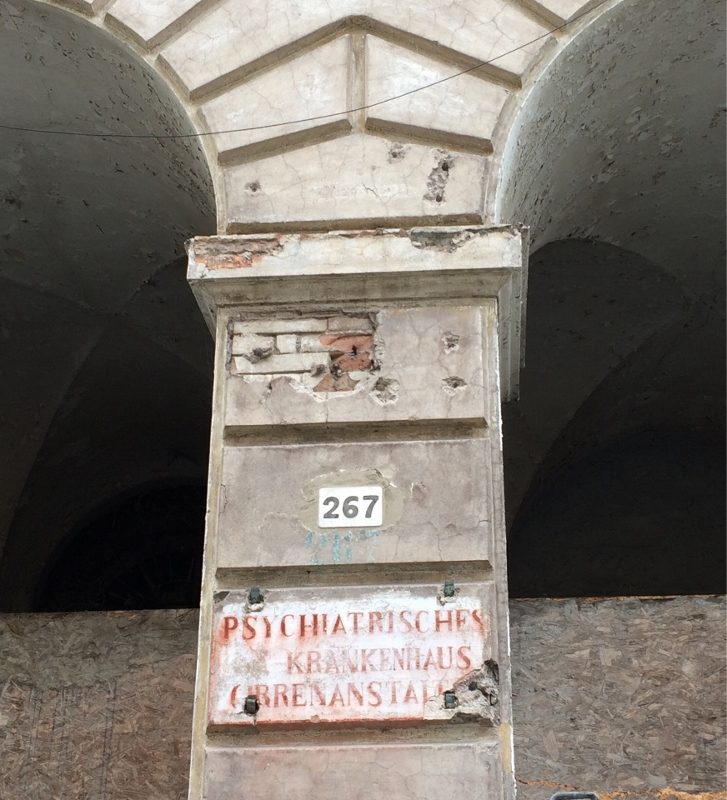 267
PSYCHIATRISCHES
KRANKENHAUS
(IRRENANSTALT